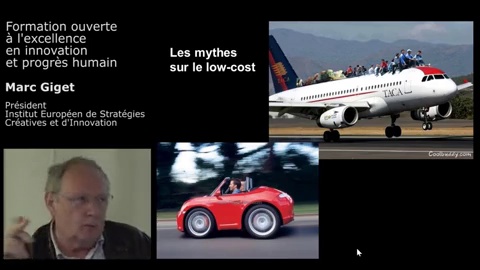 Formation ouverte
à l'excellence
en innovation
et progrès humain
Marc Giget
Président
Institut Européen de Stratégies
Créatives et d'Innovation
Les mythes
sur le low-cost
TACA
Coolbuddy.com